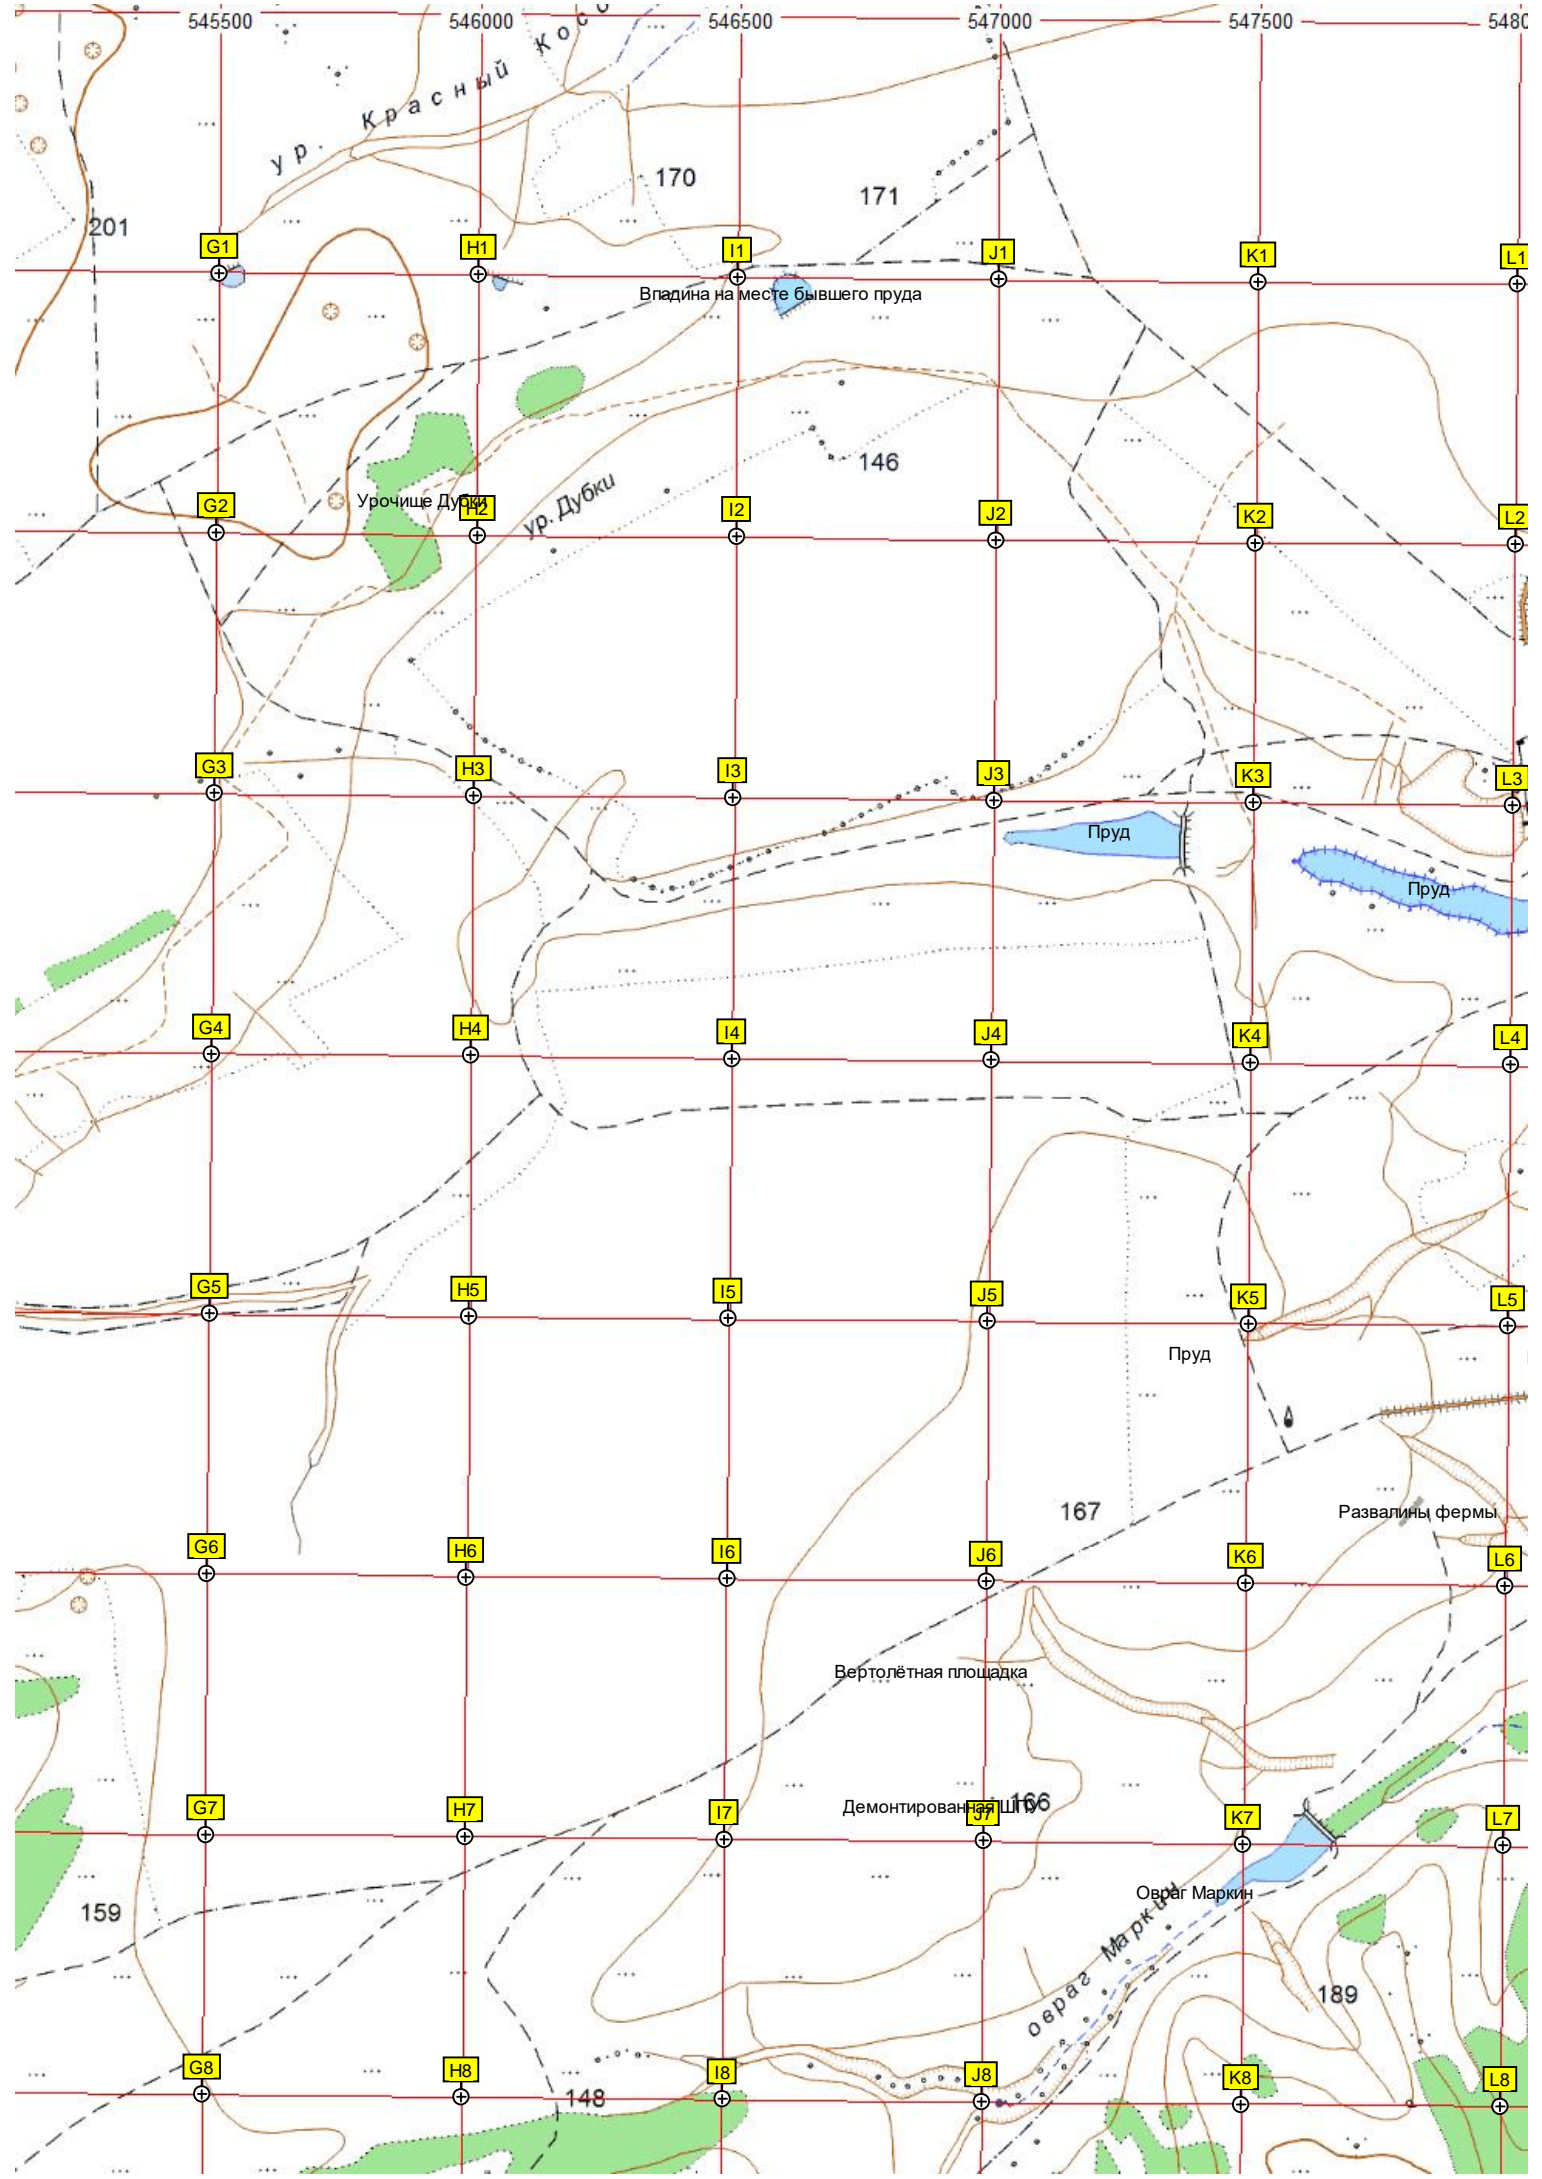 545500 546000 546500 547000 547500 5480
ур. Красный Косо
170
171
201
G1 H1 I1 J1 K1 L1
Впадина на месте бывшего пруда
146
Урочище Дубки
ур. Дубки
G2 H2 I2 J2 K2 L2
G3 H3 I3 J3 K3 L3
Пруд
Пруд
G4 H4 I4 J4 K4 L4
G5 H5 I5 J5 K5 L5
Пруд
167
Развалины фермы
G6 H6 I6 J6 K6 L6
Вертолётная площадка
Демонтированная ШПУ
166
G7 H7 I7 J7 K7 L7
Овраг Маркин
159
овраг Маркин
189
G8 H8 I8 J8 K8 L8
148